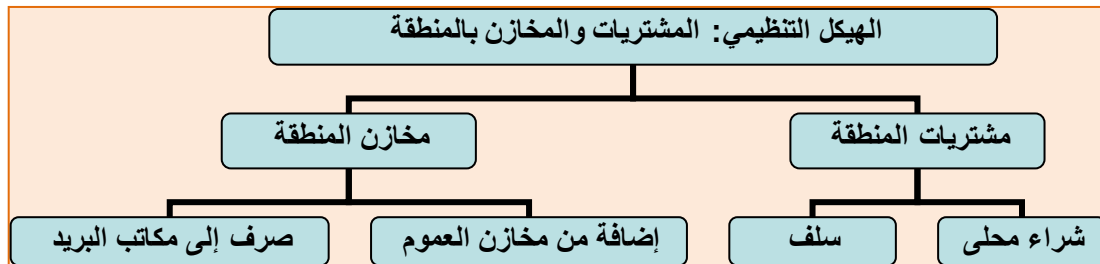 الهيكل التنظيمي: المشتريات والمخازن بالمنطقة
مشتريات المنطقة
مخازن المنطقة
شراء محلى
سلف
إضافة من مخازن العموم
صرف إلى مكاتب البريد